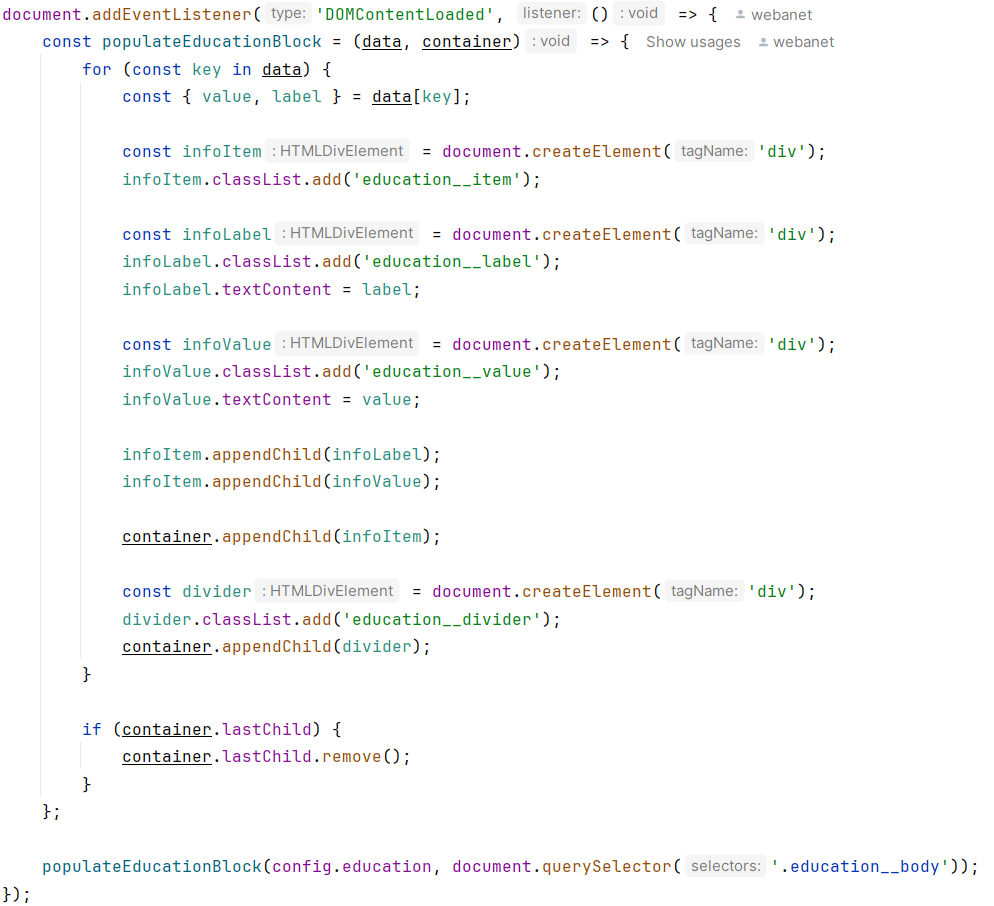 document.addEventListener( type: 'DOMContentLoaded', listener: () : void => { webanet
    const populateEducationBlock = (data, container) : void => { Show usages webanet
        for (const key in data) {
            const { value, label } = data[key];

            const infoItem : HTMLDivElement = document.createElement( tagName: 'div');
            infoItem.classList.add('education__item');

            const infoLabel : HTMLDivElement = document.createElement( tagName: 'div');
            infoLabel.classList.add('education__label');
            infoLabel.textContent = label;

            const infoValue : HTMLDivElement = document.createElement( tagName: 'div');
            infoValue.classList.add('education__value');
            infoValue.textContent = value;

            infoItem.appendChild(infoLabel);
            infoItem.appendChild(infoValue);

            container.appendChild(infoItem);

            const divider : HTMLDivElement = document.createElement( tagName: 'div');
            divider.classList.add('education__divider');
            container.appendChild(divider);
        }

        if (container.lastChild) {
            container.lastChild.remove();
        }
    };

    populateEducationBlock(config.education, document.querySelector( selectors: '.education__body'));
});